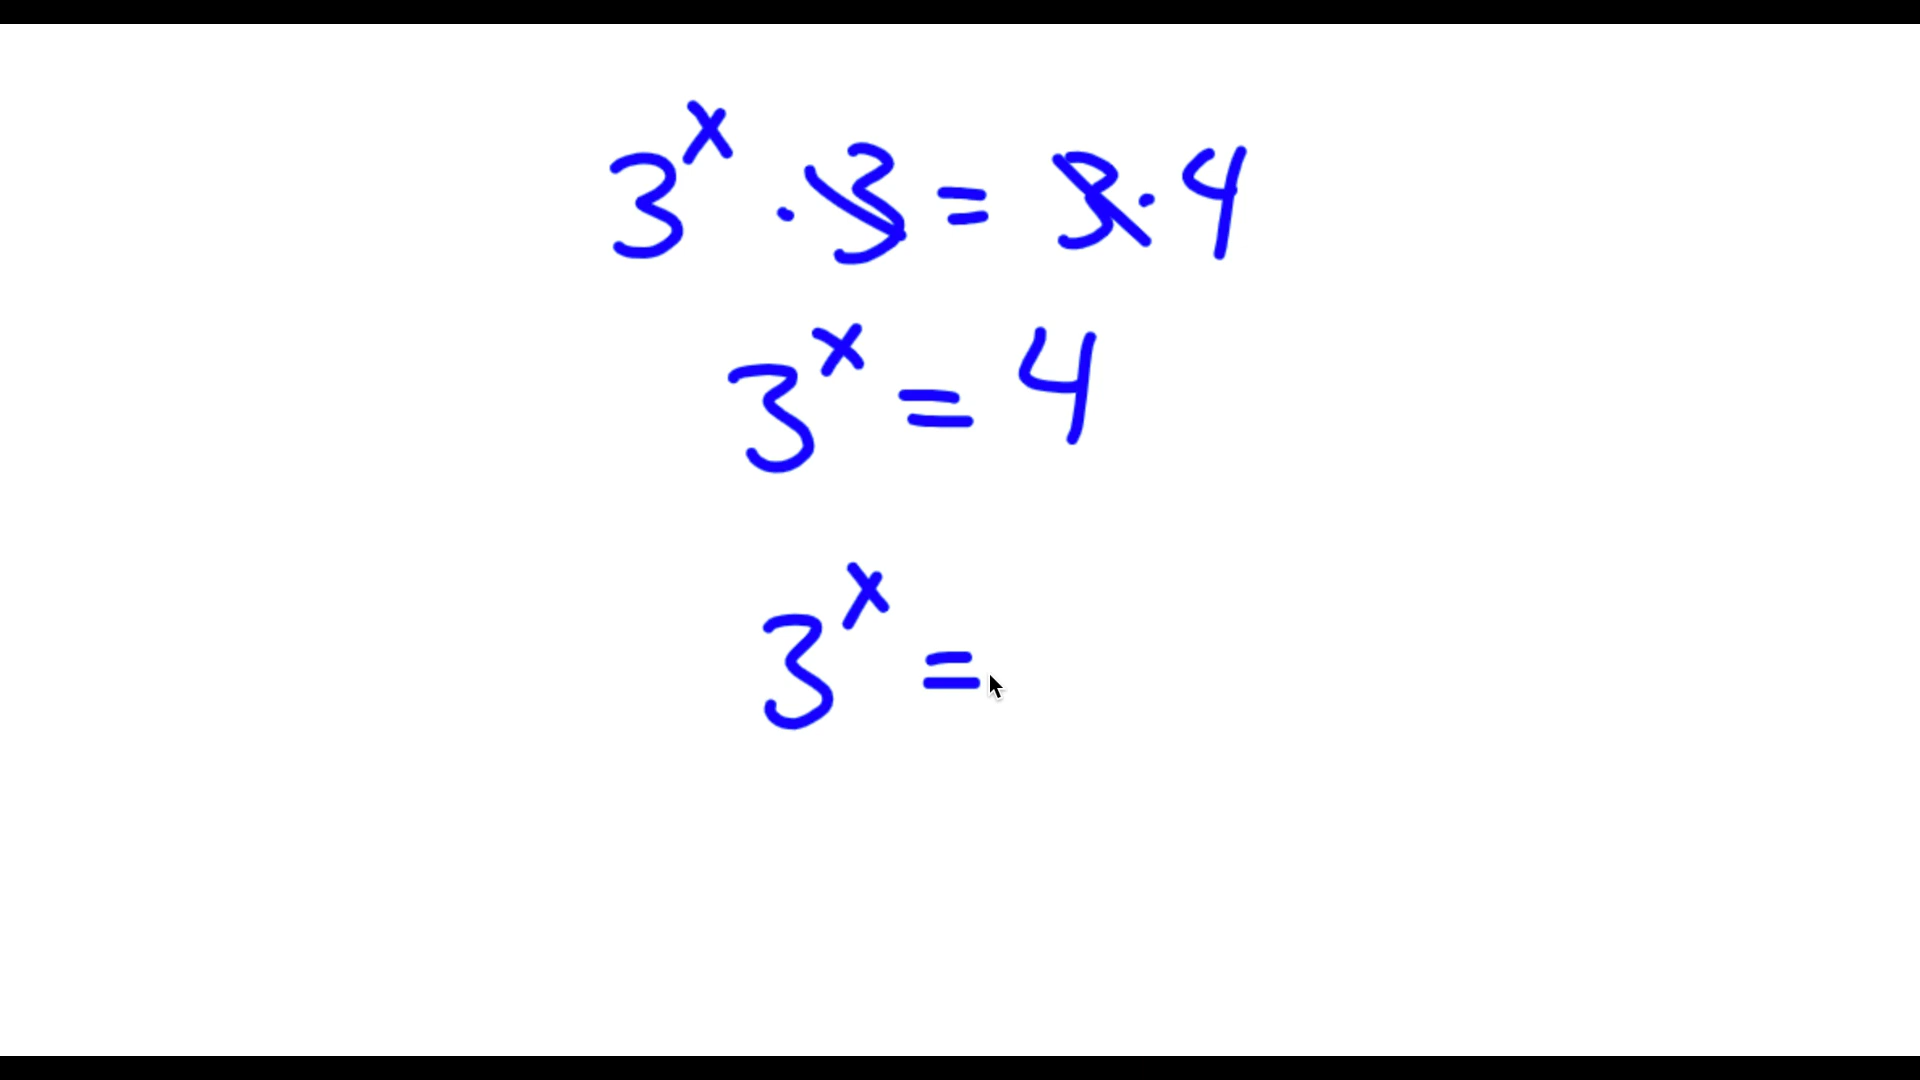 3^x · 3 = 3 · 4
3^x = 4
3^x =